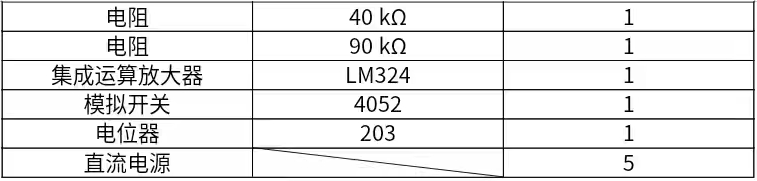 电阻 40 kΩ 1
电阻 90 kΩ 1
集成运算放大器 LM324 1
模拟开关 4052 1
电位器 203 1
直流电源 5